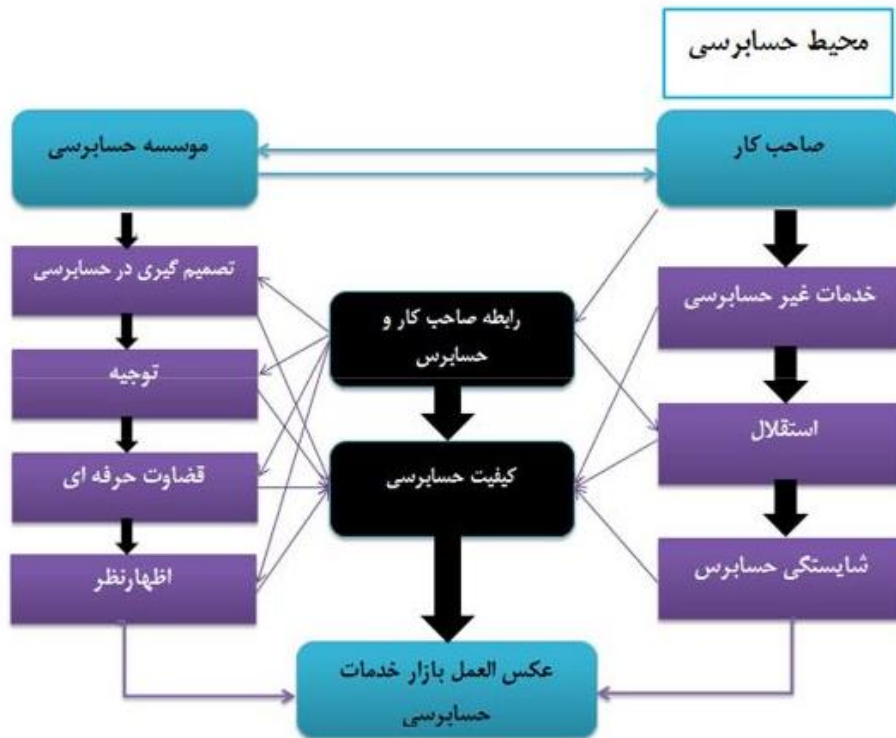 محیط حسابرسی
صاحب کار
موسسه حسابرسی
خدمات غیر حسابرسی
تصمیم گیری در حسابرسی
رابطه صاحب کار و
حسابرس
توجیه
استقلال
کیفیت حسابرسی
قضاوت حرفه ای
شایستگی حسابرس
اظهارنظر
عکس العمل بازار خدمات
حسابرسی